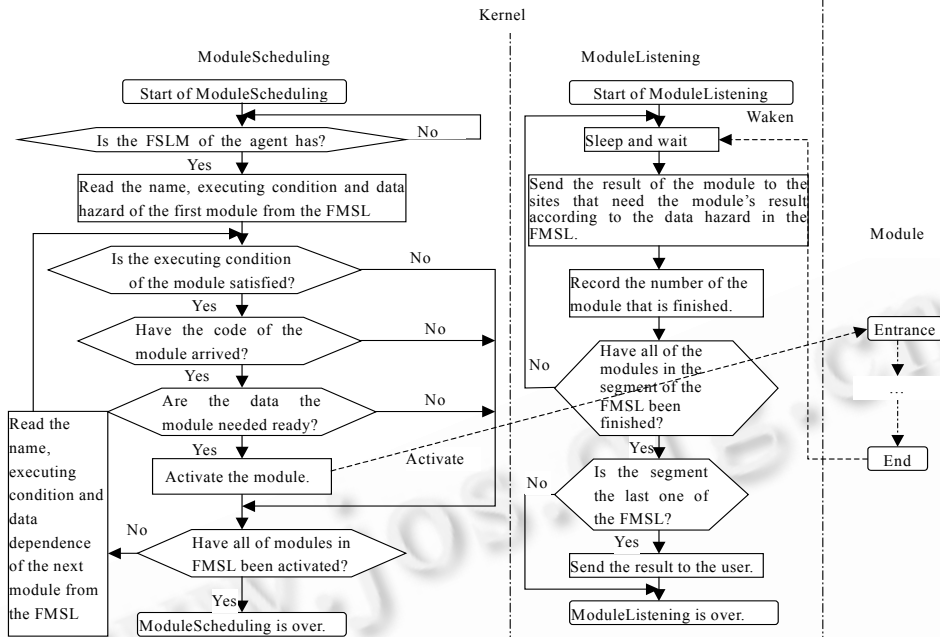 Kernel
ModuleScheduling
Start of ModuleScheduling
Is the FSLM of the agent has?
No
Yes
Read the name, executing condition and data
hazard of the first module from the FMSL
Is the executing condition
of the module satisfied?
No
Yes
Have the code of the
module arrived?
No
Yes
Are the data the
module needed ready?
No
Yes
Activate the module.
Activate
Have all of modules in
FMSL been activated?
No
Yes
ModuleScheduling is over.
Read the
name,
executing
condition and
data
dependence
of the next
module from
the FMSL
ModuleListening
Start of ModuleListening
Waken
Sleep and wait
Send the result of the module to the
sites that need the module's result
according to the data hazard in the
FMSL.
Record the number of the
module that is finished.
Have all of the
modules in the
segment of the
FMSL been
finished?
No
Yes
Is the segment
the last one of
the FMSL?
No
Yes
Send the result to the user.
ModuleListening is over.
Module
Entrance
...
End